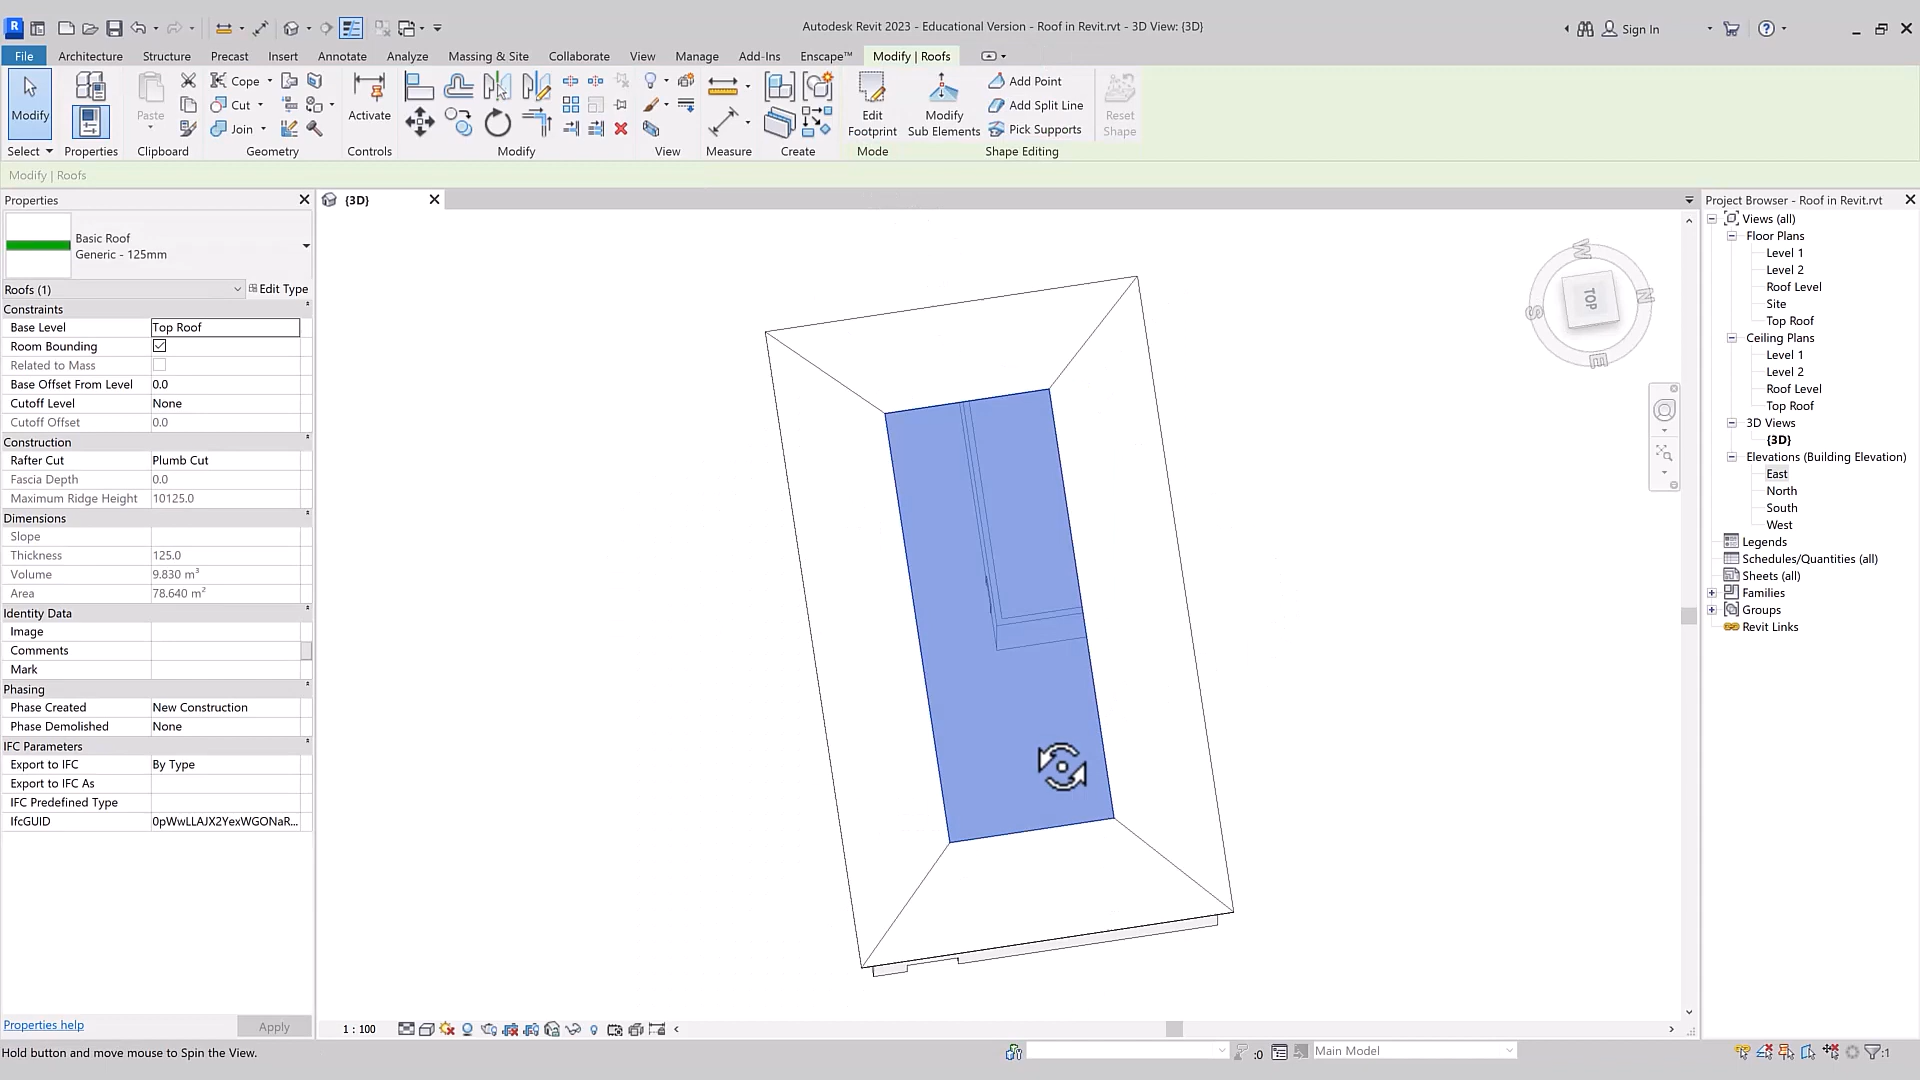 Autodesk Revit 2023 - Educational Version - Roof in Revit.rvt - 3D View: {3D}
Sign In
File Architecture Structure Precast Insert Annotate Analyze Massing & Site Collaborate View Manage Add-Ins Enscape™ Modify | Roofs
Modify
Paste
Cope
Cut
Join
Activate
Edit Footprint
Modify Sub Elements
Add Point
Add Split Line
Pick Supports
Reset Shape
Select Properties Clipboard Geometry Controls Modify View Measure Create Mode Shape Editing
Modify | Roofs
Properties
Basic Roof
Generic - 125mm
Roofs (1) Edit Type
Constraints
Base Level Top Roof
Room Bounding
Related to Mass
Base Offset From Level 0.0
Cutoff Level None
Cutoff Offset 0.0
Construction
Rafter Cut Plumb Cut
Fascia Depth 0.0
Maximum Ridge Height 10125.0
Dimensions
Slope
Thickness 125.0
Volume 9.830 m³
Area 78.640 m²
Identity Data
Image
Comments
Mark
Phasing
Phase Created New Construction
Phase Demolished None
IFC Parameters
Export to IFC By Type
Export to IFC As
IFC Predefined Type
IfcGUID 0pWwLLAJX2YexWGONaR...
Properties help Apply
{3D}
W
N
S
E
TOP
1 : 100
Project Browser - Roof in Revit.rvt
Views (all)
Floor Plans
Level 1
Level 2
Roof Level
Site
Top Roof
Ceiling Plans
Level 1
Level 2
Roof Level
Top Roof
3D Views
{3D}
Elevations (Building Elevation)
East
North
South
West
Legends
Schedules/Quantities (all)
Sheets (all)
Families
Groups
Revit Links
Hold button and move mouse to Spin the View.
:0
Main Model
:1